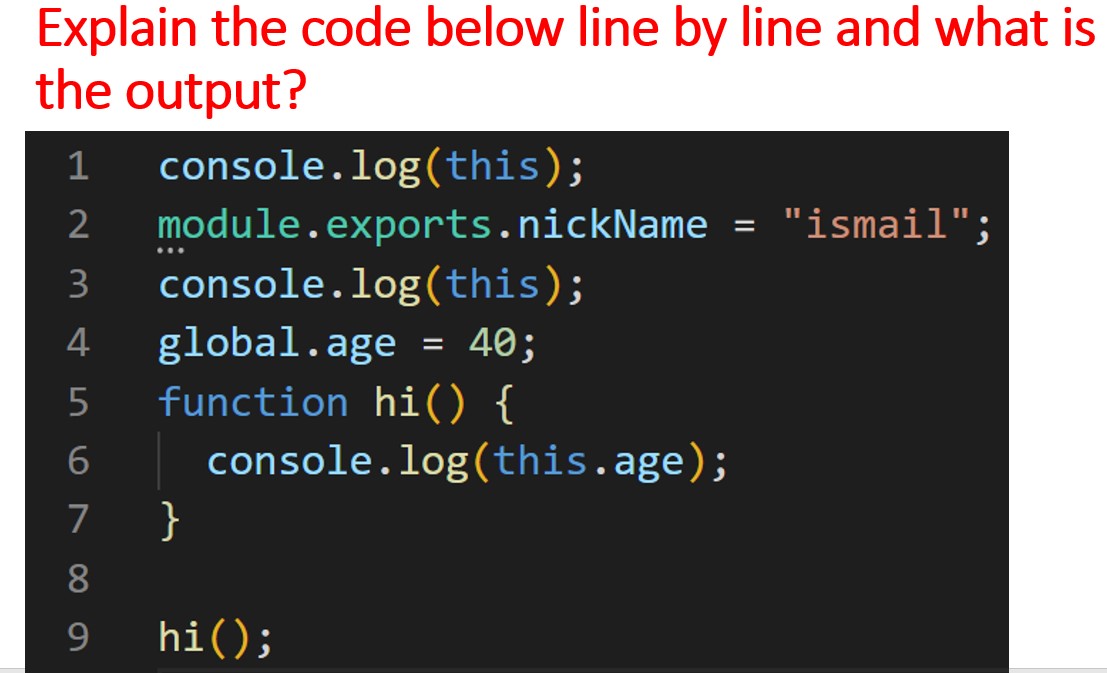 Explain the code below line by line and what is
the output?
1 console.log(this);
2 module.exports.nickName = "ismail";
3 console.log(this);
4 global.age = 40;
5 function hi() {
6 console.log(this.age);
7 }
8
9 hi();